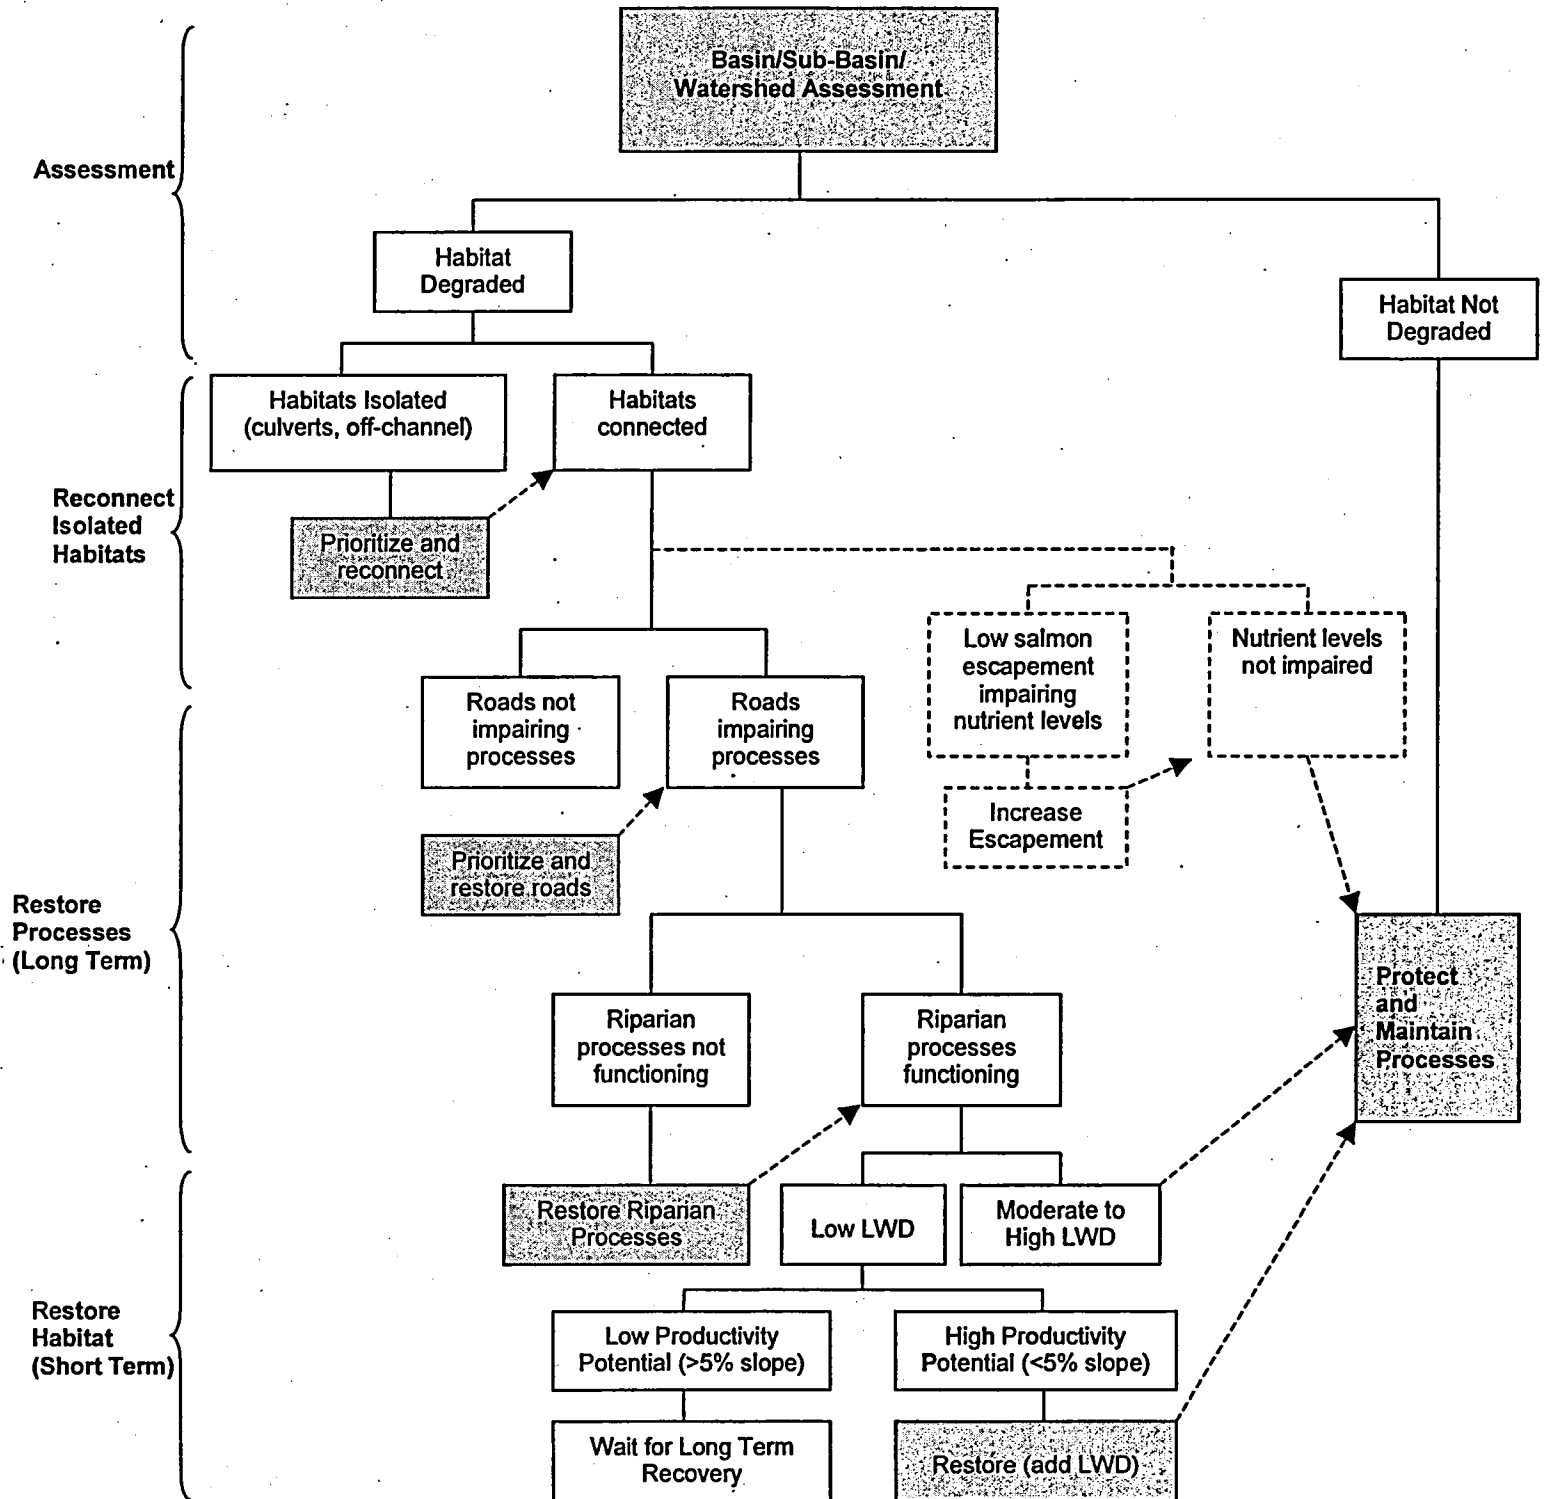 Basin/Sub-Basin/
Watershed Assessment
Assessment
Habitat
Degraded
Habitat Not
Degraded
Habitats Isolated
(culverts, off-channel)
Habitats
connected
Reconnect
Isolated
Habitats
Prioritize and
reconnect
Low salmon
escapement
impairing
nutrient levels
Nutrient levels
not impaired
Roads not
impairing
processes
Roads
impairing
processes
Increase
Escapement
Prioritize and
restore roads
Restore
Processes
(Long Term)
Protect
and
Maintain
Processes
Riparian
processes not
functioning
Riparian
processes
functioning
Restore Riparian
Processes
Low LWD
Moderate to
High LWD
Restore
Habitat
(Short Term)
Low Productivity
Potential (>5% slope)
High Productivity
Potential (<5% slope)
Wait for Long Term
Recovery
Restore (add LWD)